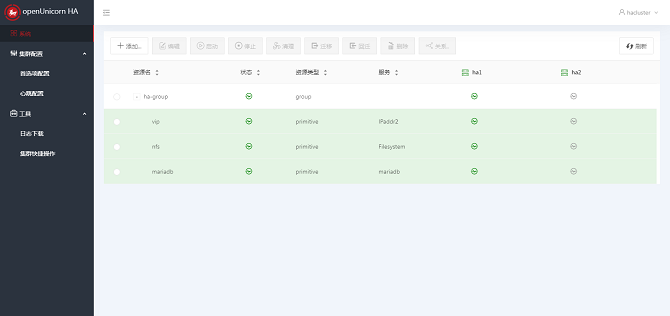 openUnicorn HA
hacluster
系统
集群配置
首选项配置
心跳配置
工具
日志下载
集群快捷操作
添加...
编辑
启动
停止
清理
迁移
回迁
删除
关系...
刷新
资源名 状态 资源类型 服务 ha1 ha2
ha-group group
vip primitive IPaddr2
nfs primitive Filesystem
mariadb primitive mariadb